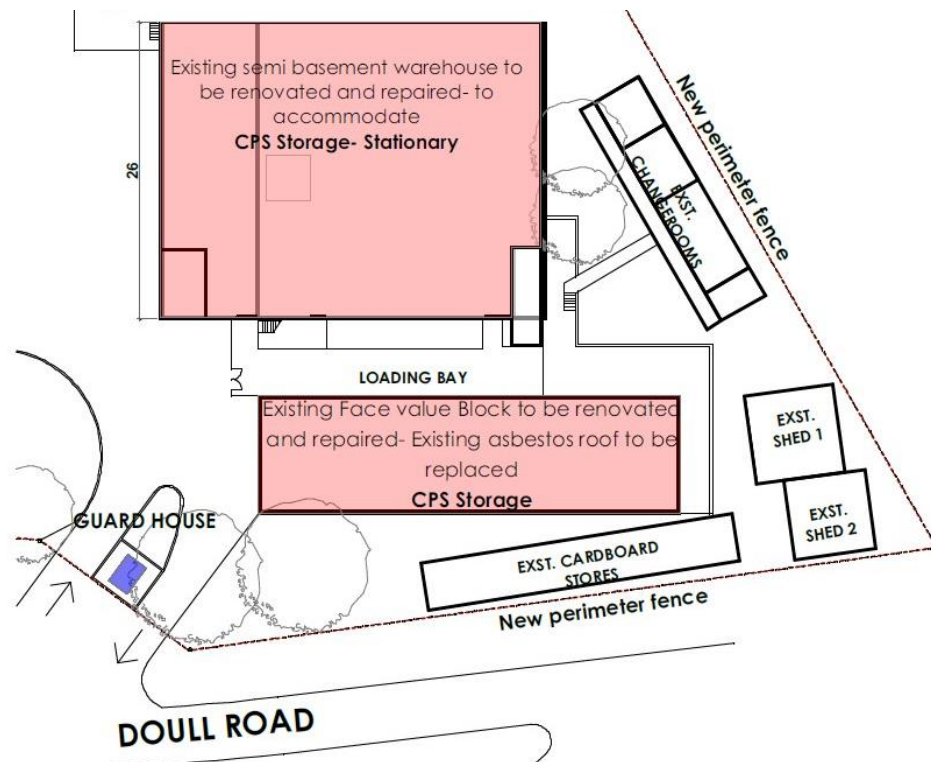 Existing semi basement warehouse to
be renovated and repaired- to
accommodate
CPS Storage- Stationary
26
New perimeter fence
EXST.
CHANGEROOMS
LOADING BAY
Existing Face value Block to be renovated
and repaired- Existing asbestos roof to be
replaced
CPS Storage
EXST.
SHED 1
EXST.
SHED 2
GUARD HOUSE
EXST. CARDBOARD
STORES
New perimeter fence
DOULL ROAD